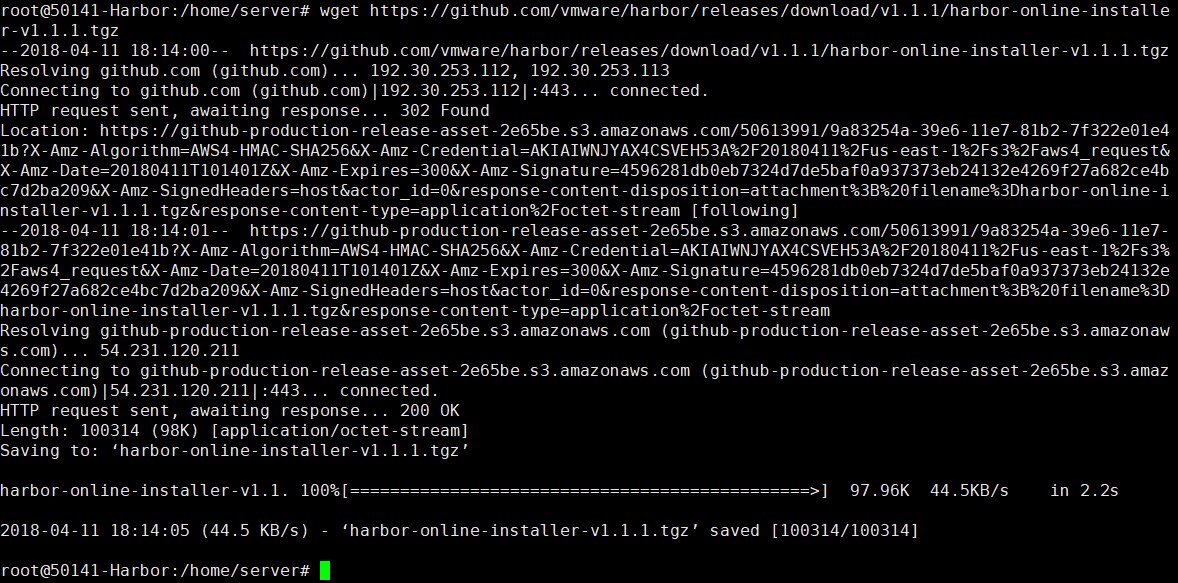 root@50141-Harbor:/home/server# wget https://github.com/vmware/harbor/releases/download/v1.1.1/harbor-online-installe
r-v1.1.1.tgz
--2018-04-11 18:14:00--  https://github.com/vmware/harbor/releases/download/v1.1.1/harbor-online-installer-v1.1.1.tgz
Resolving github.com (github.com)... 192.30.253.112, 192.30.253.113
Connecting to github.com (github.com)|192.30.253.112|:443... connected.
HTTP request sent, awaiting response... 302 Found
Location: https://github-production-release-asset-2e65be.s3.amazonaws.com/50613991/9a83254a-39e6-11e7-81b2-7f322e01e4
1b?X-Amz-Algorithm=AWS4-HMAC-SHA256&X-Amz-Credential=AKIAIWNJYAX4CSVEH53A%2F20180411%2Fus-east-1%2Fs3%2Faws4_request&
X-Amz-Date=20180411T101401Z&X-Amz-Expires=300&X-Amz-Signature=4596281db0eb7324d7de5baf0a937373eb24132e4269f27a682ce4b
c7d2ba209&X-Amz-SignedHeaders=host&actor_id=0&response-content-disposition=attachment%3B%20filename%3Dharbor-online-i
nstaller-v1.1.1.tgz&response-content-type=application%2Foctet-stream [following]
--2018-04-11 18:14:01--  https://github-production-release-asset-2e65be.s3.amazonaws.com/50613991/9a83254a-39e6-11e7-
81b2-7f322e01e41b?X-Amz-Algorithm=AWS4-HMAC-SHA256&X-Amz-Credential=AKIAIWNJYAX4CSVEH53A%2F20180411%2Fus-east-1%2Fs3%
2Faws4_request&X-Amz-Date=20180411T101401Z&X-Amz-Expires=300&X-Amz-Signature=4596281db0eb7324d7de5baf0a937373eb24132e
4269f27a682ce4bc7d2ba209&X-Amz-SignedHeaders=host&actor_id=0&response-content-disposition=attachment%3B%20filename%3D
harbor-online-installer-v1.1.1.tgz&response-content-type=application%2Foctet-stream
Resolving github-production-release-asset-2e65be.s3.amazonaws.com (github-production-release-asset-2e65be.s3.amazonaw
s.com)... 54.231.120.211
Connecting to github-production-release-asset-2e65be.s3.amazonaws.com (github-production-release-asset-2e65be.s3.amaz
onaws.com)|54.231.120.211|:443... connected.
HTTP request sent, awaiting response... 200 OK
Length: 100314 (98K) [application/octet-stream]
Saving to: ‘harbor-online-installer-v1.1.1.tgz’

harbor-online-installer-v1.1. 100%[==============================================>]  97.96K  44.5KB/s    in 2.2s

2018-04-11 18:14:05 (44.5 KB/s) - ‘harbor-online-installer-v1.1.1.tgz’ saved [100314/100314]

root@50141-Harbor:/home/server#